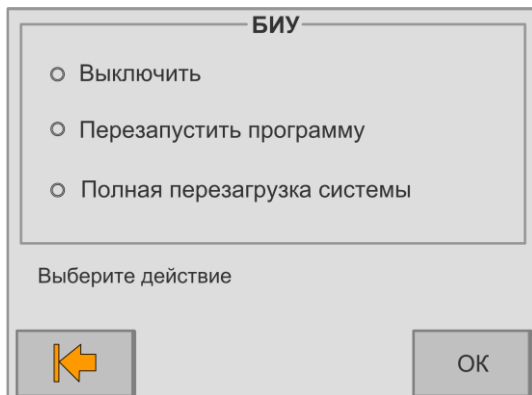 БИУ
Выключить
Перезапустить программу
Полная перезагрузка системы
Выберите действие
ОК